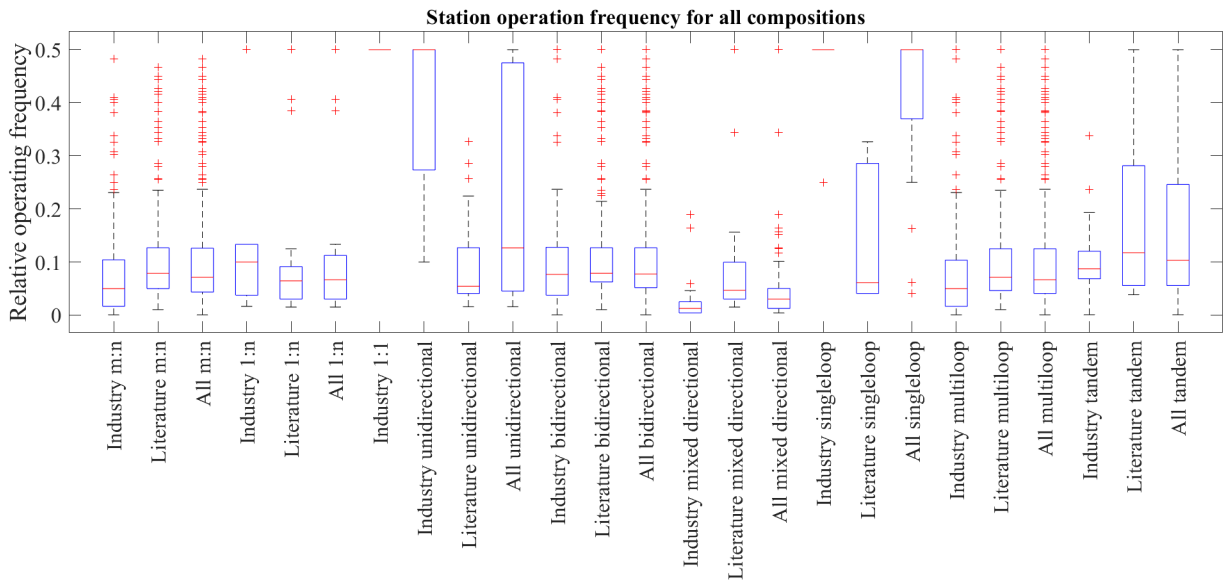 Station operation frequency for all compositions
Relative operating frequency
0.5
0.4
0.3
0.2
0.1
0
Industry m:n
Literature m:n
All m:n
Industry 1:n
Literature 1:n
All 1:n
Industry 1:1
Industry unidirectional
Literature unidirectional
All unidirectional
Industry bidirectional
Literature bidirectional
All bidirectional
Industry mixed directional
Literature mixed directional
All mixed directional
Industry singleloop
Literature singleloop
All singleloop
Industry multiloop
Literature multiloop
All multiloop
Industry tandem
Literature tandem
All tandem